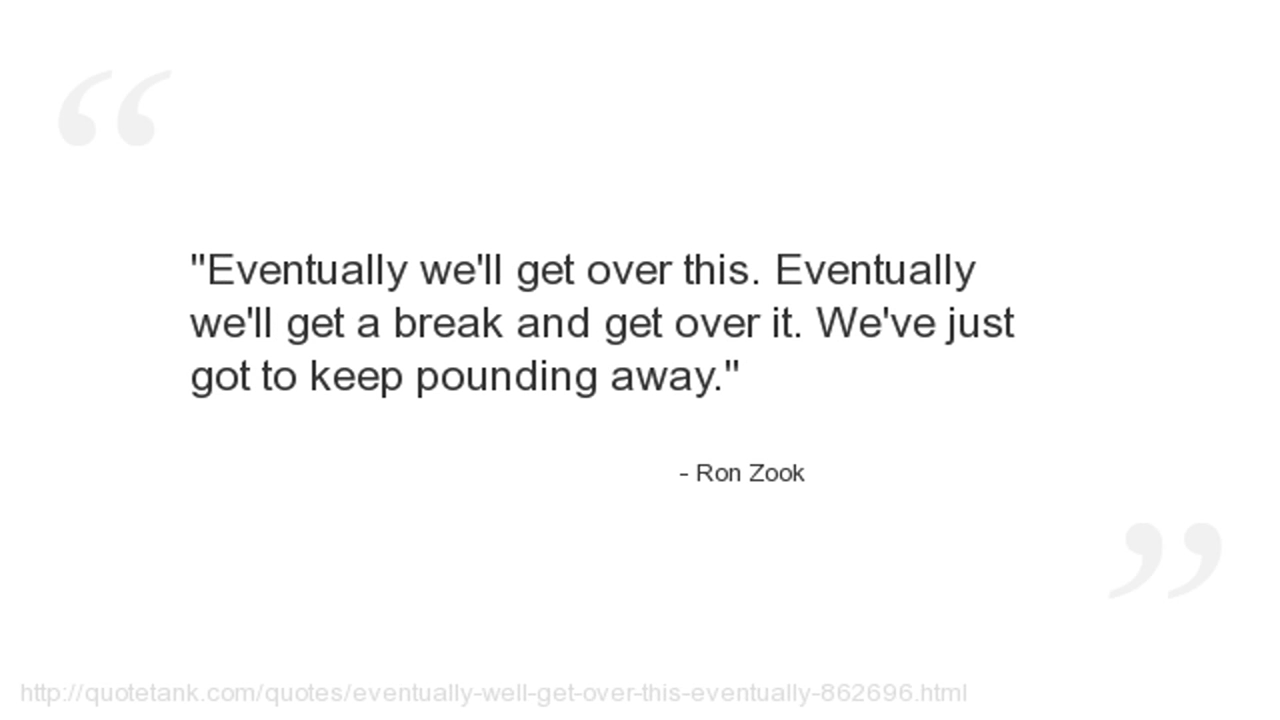 "Eventually we'll get over this. Eventually
we'll get a break and get over it. We've just
got to keep pounding away."
- Ron Zook
http://quotetank.com/quotes/eventually-well-get-over-this-eventually-862696.html